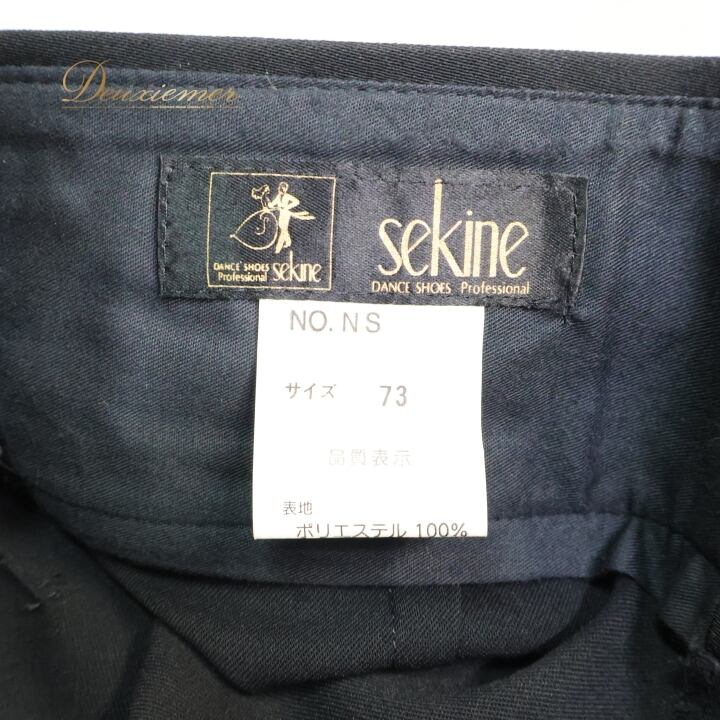 Deuxiemer
DANCE SHOES
Professional sekine
sekine
DANCE SHOES Professional
NO. NS
サイズ 73
品質表示
表地
ポリエステル 100%